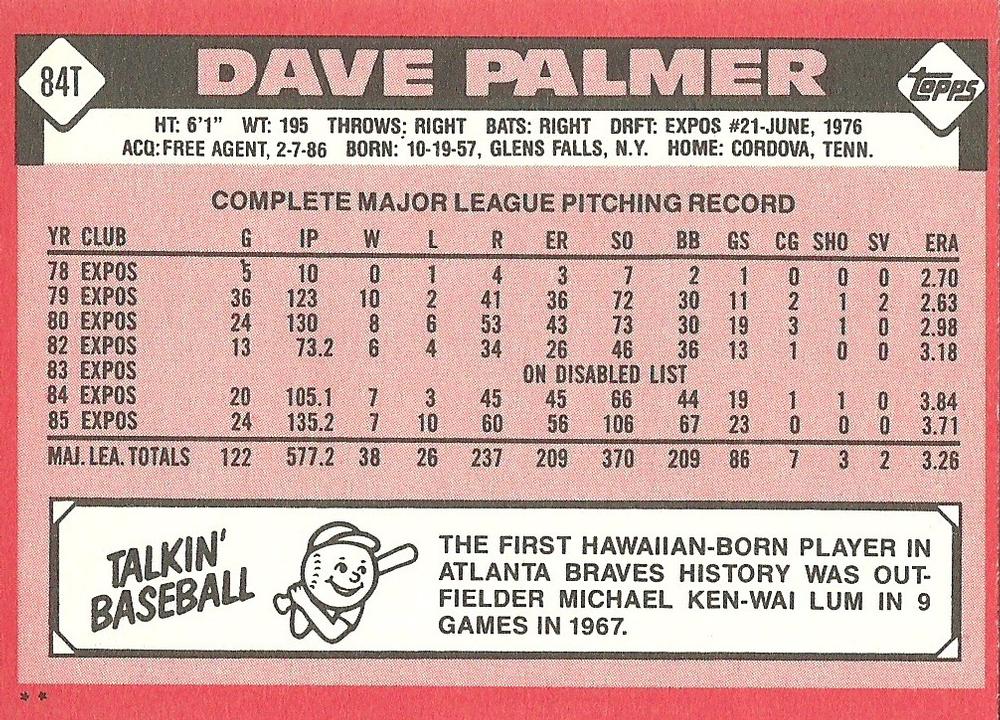 84T
DAVE PALMER
TOPPS
HT: 6'1" WT: 195 THROWS: RIGHT BATS: RIGHT DRFT: EXPOS #21-JUNE, 1976
ACQ: FREE AGENT, 2-7-86 BORN: 10-19-57, GLENS FALLS, N.Y. HOME: CORDOVA, TENN.
COMPLETE MAJOR LEAGUE PITCHING RECORD
YR CLUB G IP W L R ER SO BB GS CG SHO SV ERA
78 EXPOS 5 10 0 1 4 3 7 2 1 0 0 0 2.70
79 EXPOS 36 123 10 2 41 36 72 30 11 2 1 2 2.63
80 EXPOS 24 130 8 6 53 43 73 30 19 3 1 0 2.98
82 EXPOS 13 73.2 6 4 34 26 46 36 13 1 0 0 3.18
83 EXPOS ON DISABLED LIST
84 EXPOS 20 105.1 7 3 45 45 66 44 19 1 1 0 3.84
85 EXPOS 24 135.2 7 10 60 56 106 67 23 0 0 0 3.71
MAJ. LEA. TOTALS 122 577.2 38 26 237 209 370 209 86 7 3 2 3.26
TALKIN'
BASEBALL
THE FIRST HAWAIIAN-BORN PLAYER IN
ATLANTA BRAVES HISTORY WAS OUT-
FIELDER MICHAEL KEN-WAI LUM IN 9
GAMES IN 1967.
* *